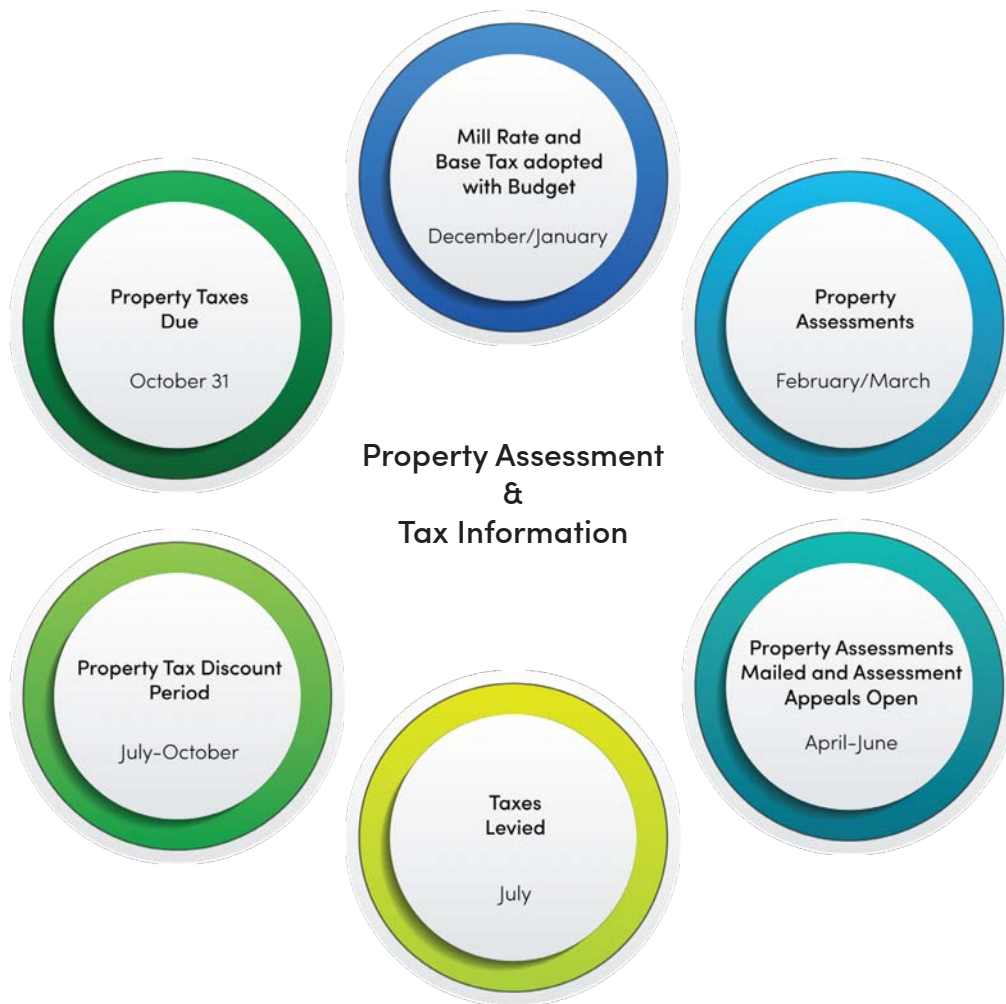 Mill Rate and
Base Tax adopted
with Budget
December/January
Property Taxes
Due
October 31
Property
Assessments
February/March
Property Assessment
&
Tax Information
Property Tax Discount
Period
July-October
Property Assessments
Mailed and Assessment
Appeals Open
April-June
Taxes
Levied
July